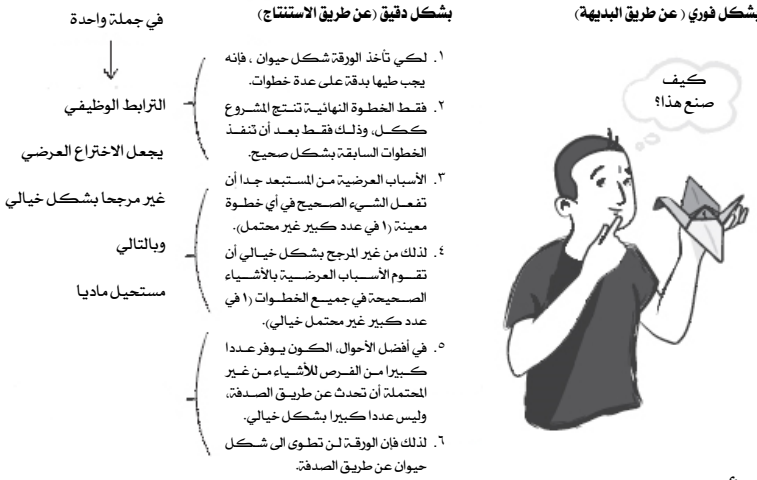 بشكل فوري ( عن طريق البديهة)
كيف
صنع هذا؟
بشكل دقيق (عن طريق الاستنتاج)
١. لكي تأخذ الورقة شكل حيوان ، فإنه
يجب طيها بدقة على عدة خطوات.
٢. فقط الخطوة النهائية تنتج المشروع
ككل، وذلك فقط بعد أن تنفذ
الخطوات السابقة بشكل صحيح.
٣. الأسباب العرضية من المستبعد جدا أن
تفعل الشيء الصحيح في أي خطوة
معينة (١ في عدد كبير غير محتمل).
٤. لذلك من غير المرجح بشكل خيالي أن
تقوم الأسباب العرضية بالأشياء
الصحيحة في جميع الخطوات (١ في
عدد كبير غير محتمل خيالي).
٥. في أفضل الأحوال، الكون يوفر عددا
كبيرا من الفرص للأشياء من غير
المحتملة أن تحدث عن طريق الصدفة،
وليس عددا كبيرا بشكل خيالي.
٦. لذلك فإن الورقة لن تطوى الى شكل
حيوان عن طريق الصدفة.
في جملة واحدة
الترابط الوظيفي
يجعل الاختراع العرضي
غير مرجحا بشكل خيالي
وبالتالي
مستحيل ماديا